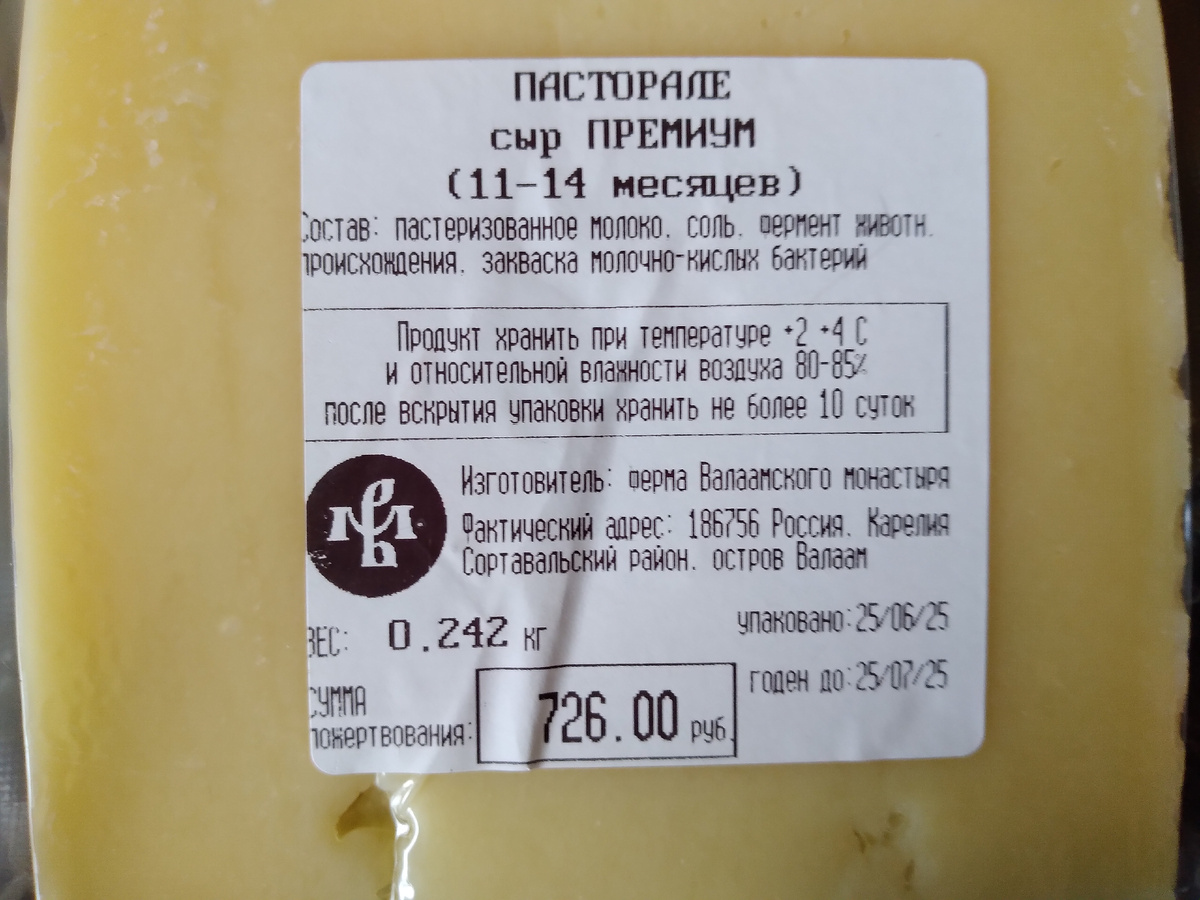 ПАСТОРАЛЕ
сыр ПРЕМИУМ
(11-14 месяцев)
Состав: пастеризованное молоко, соль, фермент животн.
происхождения, закваска молочно-кислых бактерий
Продукт хранить при температуре +2 +4 С
и относительной влажности воздуха 80-85%
после вскрытия упаковки хранить не более 10 суток
Изготовитель: ферма Валаамского монастыря
Фактический адрес: 186756 Россия, Карелия
Сортавальский район, остров Валаам
ВЕС: 0.242 кг
упаковано: 25/06/25
годен до: 25/07/25
СУММА
пожертвования: 726.00 руб.